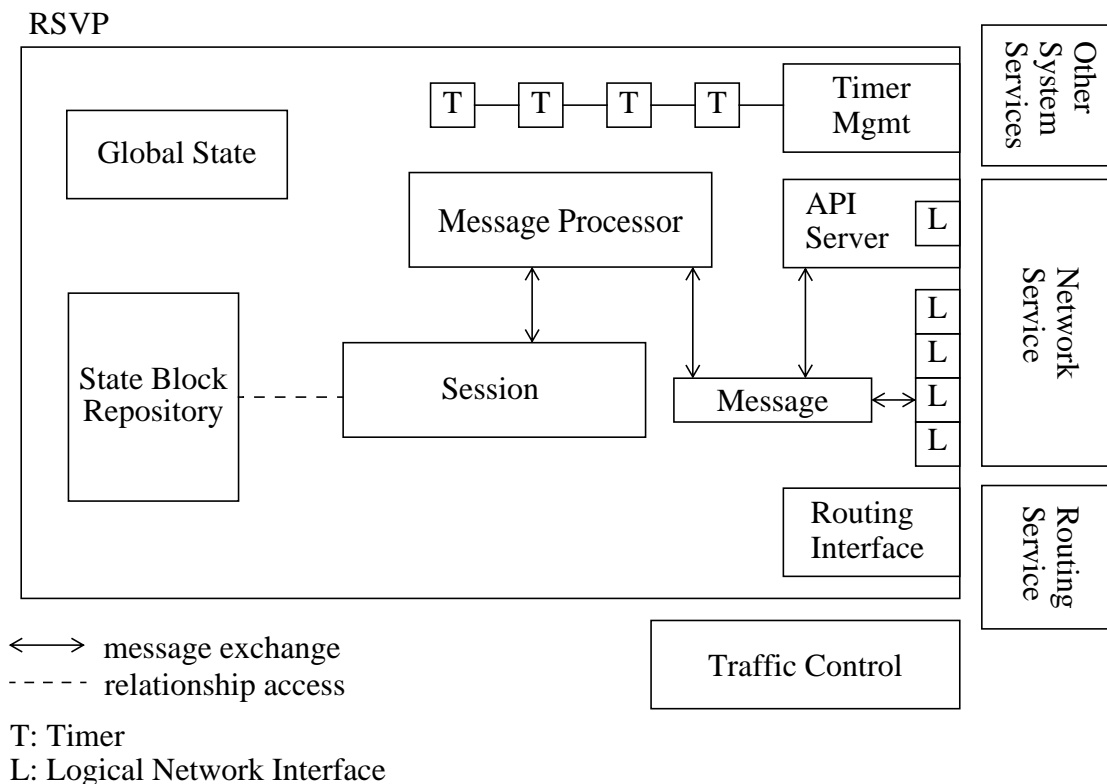 RSVP
Other
System
Services
T
T
T
T
Timer
Mgmt
Global State
Message Processor
API
Server
L
Network
Service
State Block
Repository
Session
Message
L
L
L
L
Routing
Interface
Routing
Service
message exchange
relationship access
Traffic Control
T: Timer
L: Logical Network Interface